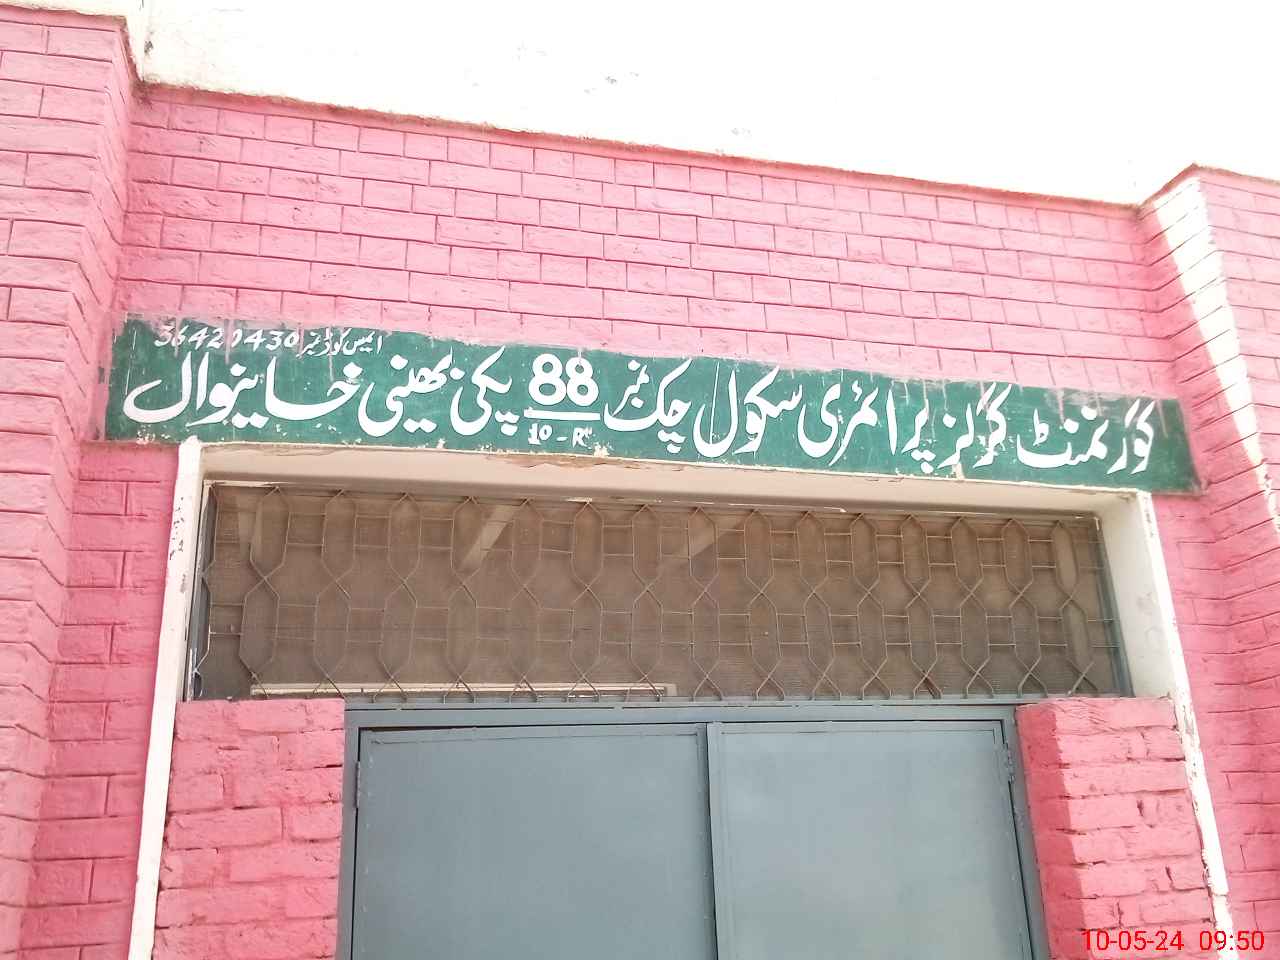 ایمس کوڈ نمبر 36420430
گورنمنٹ گرلز پرائمری سکول چک نمبر 88/10-R پکی بھینی خانیوال
10-05-24 09:50